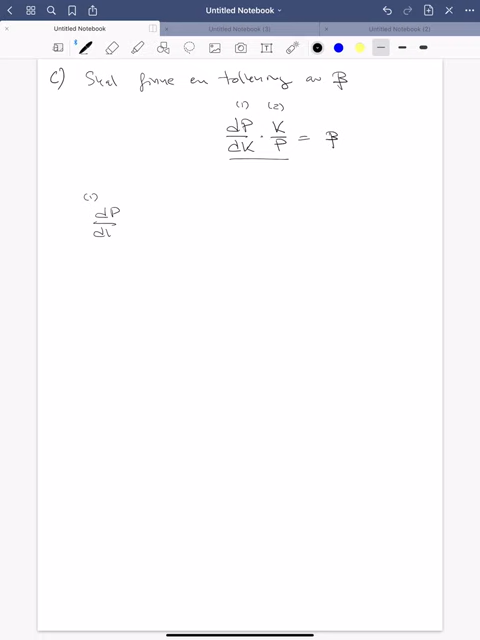 Untitled Notebook
Untitled Notebook
Untitled Notebook (3)
Untitled Notebook (2)
C) Skal finne en tolkning av β
(1) (2)
dP/dK · K/P = β
(1)
dP/dk